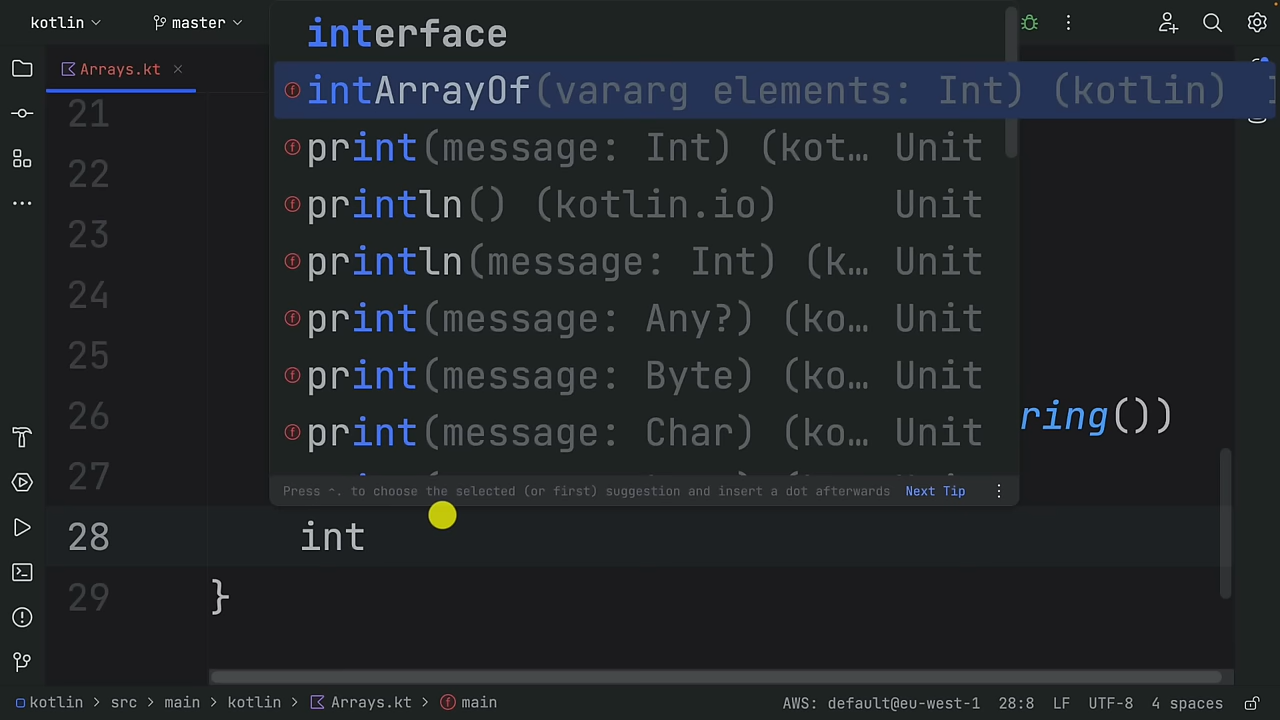 kotlin
master
Arrays.kt
interface
intArrayOf(vararg elements: Int) (kotlin)
print(message: Int) (kot… Unit
println() (kotlin.io) Unit
println(message: Int) (k… Unit
print(message: Any?) (ko… Unit
print(message: Byte) (ko… Unit
print(message: Char) (ko… Unit
Press ^. to choose the selected (or first) suggestion and insert a dot afterwards Next Tip
21
22
23
24
25
26 ring())
27
28 int
29 }
kotlin > src > main > kotlin > Arrays.kt > main
AWS: default@eu-west-1 28:8 LF UTF-8 4 spaces